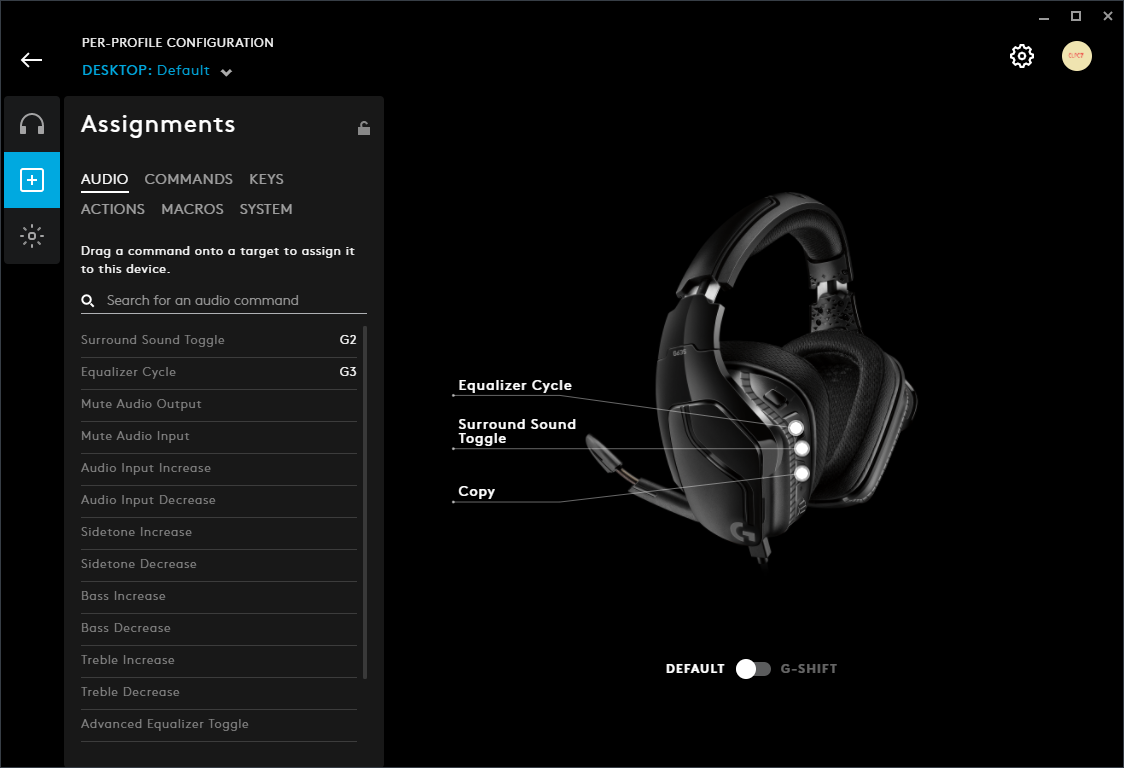 PER-PROFILE CONFIGURATION
DESKTOP: Default
Assignments
AUDIO COMMANDS KEYS
ACTIONS MACROS SYSTEM
Drag a command onto a target to assign it
to this device.
Search for an audio command
Surround Sound Toggle G2
Equalizer Cycle G3
Mute Audio Output
Mute Audio Input
Audio Input Increase
Audio Input Decrease
Sidetone Increase
Sidetone Decrease
Bass Increase
Bass Decrease
Treble Increase
Treble Decrease
Advanced Equalizer Toggle
Equalizer Cycle
Surround Sound
Toggle
Copy
DEFAULT G-SHIFT